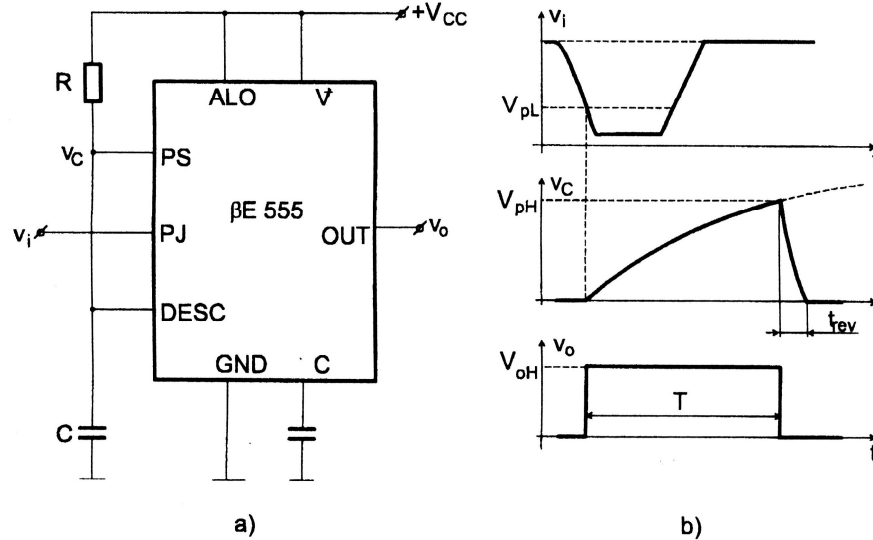 +VCC
R
ALO
V+
vC
PS
βE 555
vi
PJ
OUT
vo
DESC
GND
C
C
a)
vi
VpL
vC
VpH
trev
vo
VoH
T
t
b)